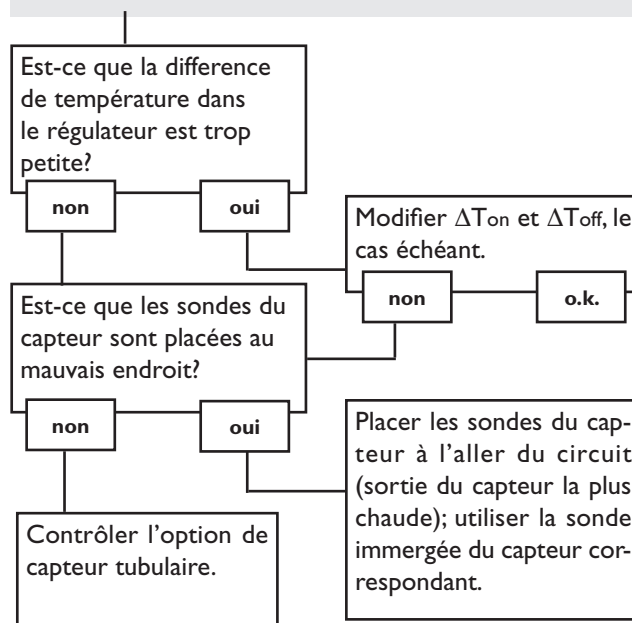 Est-ce que la difference
de température dans
le régulateur est trop
petite?
non
oui
Modifier ΔTon et ΔToff, le
cas échéant.
non
o.k.
Est-ce que les sondes du
capteur sont placées au
mauvais endroit?
non
oui
Placer les sondes du cap-
teur à l’aller du circuit
(sortie du capteur la plus
chaude); utiliser la sonde
immergée du capteur cor-
respondant.
Contrôler l’option de
capteur tubulaire.